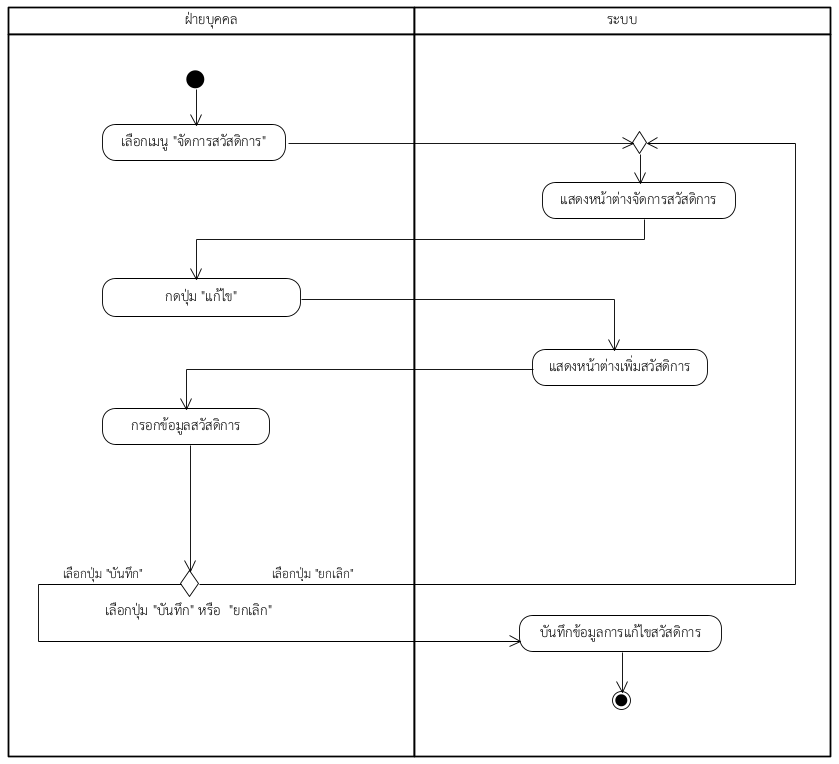 ฝ่ายบุคคล
ระบบ
เลือกเมนู "จัดการสวัสดิการ"
แสดงหน้าต่างจัดการสวัสดิการ
กดปุ่ม "แก้ไข"
แสดงหน้าต่างเพิ่มสวัสดิการ
กรอกข้อมูลสวัสดิการ
เลือกปุ่ม "บันทึก"
เลือกปุ่ม "ยกเลิก"
เลือกปุ่ม "บันทึก" หรือ "ยกเลิก"
บันทึกข้อมูลการแก้ไขสวัสดิการ